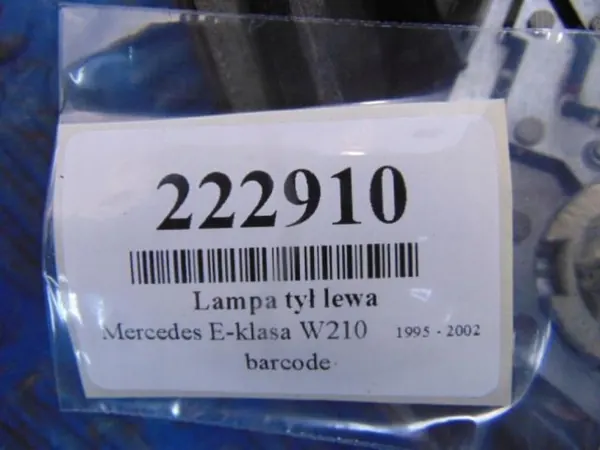 222910
Lampa tył lewa
Mercedes E-klasa W210 1995 - 2002
barcode